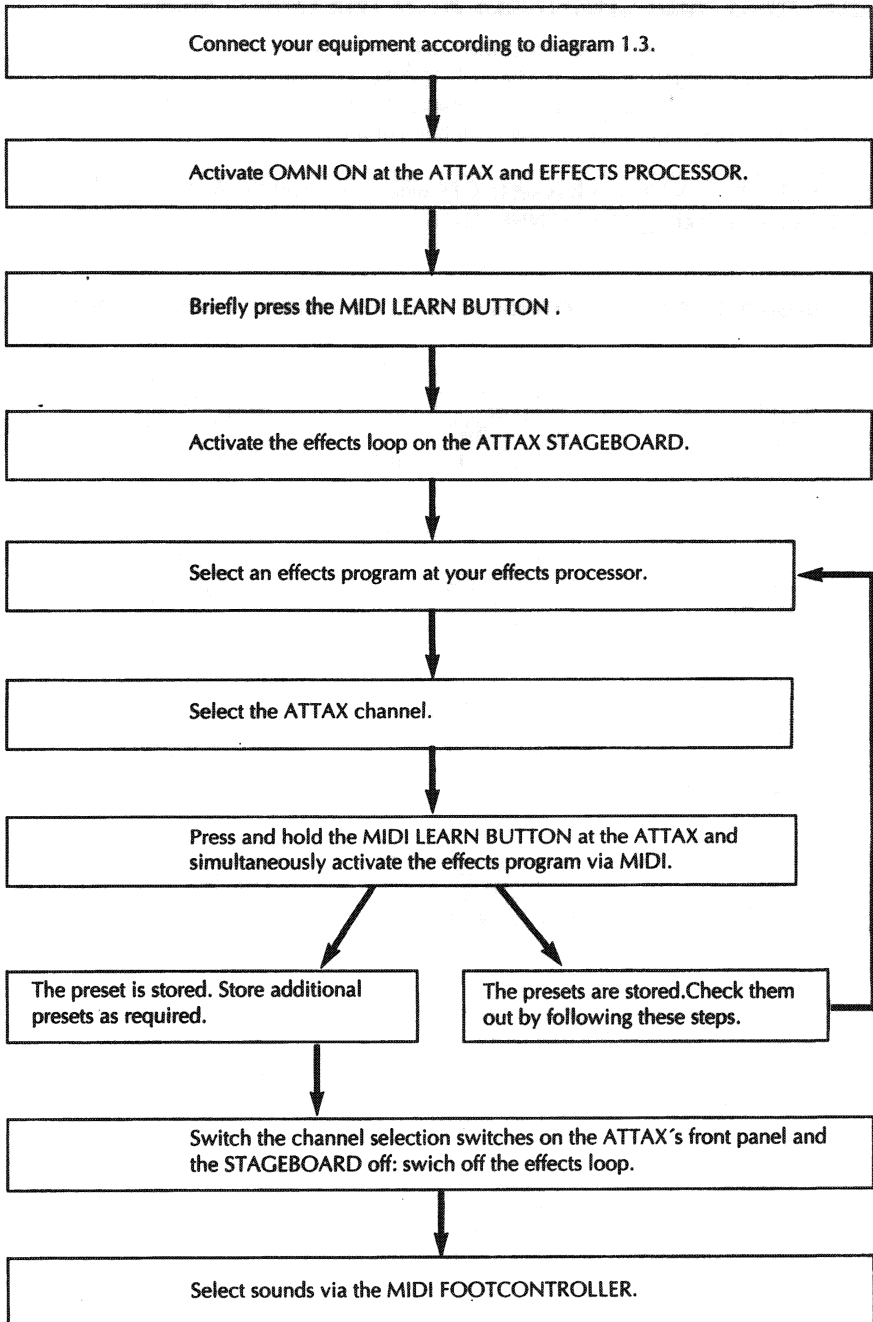 Connect your equipment according to diagram 1.3.
Activate OMNI ON at the ATTAX and EFFECTS PROCESSOR.
Briefly press the MIDI LEARN BUTTON .
Activate the effects loop on the ATTAX STAGEBOARD.
Select an effects program at your effects processor.
Select the ATTAX channel.
Press and hold the MIDI LEARN BUTTON at the ATTAX and
simultaneously activate the effects program via MIDI.
The preset is stored. Store additional
presets as required.
The presets are stored.Check them
out by following these steps.
Switch the channel selection switches on the ATTAX´s front panel and
the STAGEBOARD off: swich off the effects loop.
Select sounds via the MIDI FOOTCONTROLLER.